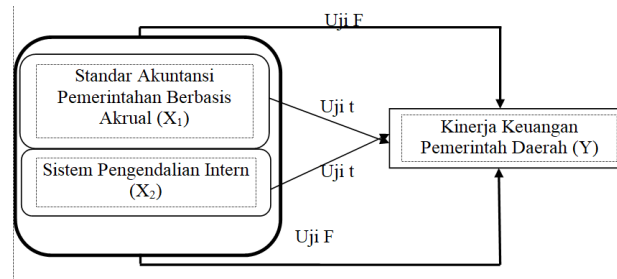 Uji F
Standar Akuntansi
Pemerintahan Berbasis
Akrual (X₁)
Uji t
Kinerja Keuangan
Pemerintah Daerah (Y)
Sistem Pengendalian Intern
(X₂)
Uji t
Uji F